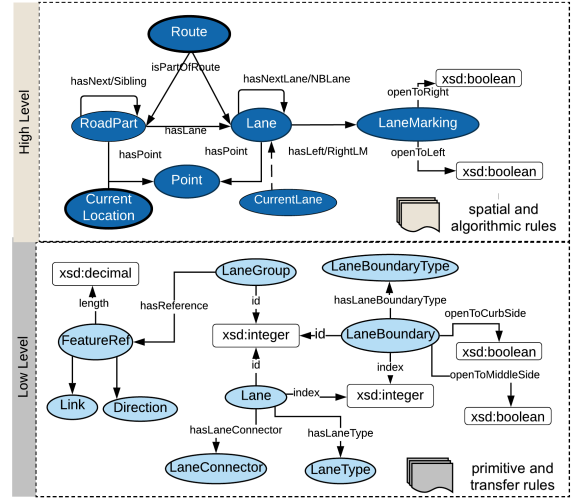 High Level
Route
isPartOfRoute
hasNext/Sibling
hasNextLane/NBLane
xsd:boolean
openToRight
RoadPart
hasLane
Lane
LaneMarking
hasPoint
hasPoint
hasLeft/RightLM
openToLeft
xsd:boolean
Point
Current
Location
CurrentLane
spatial and
algorithmic rules
Low Level
xsd:decimal
LaneGroup
LaneBoundaryType
length
hasReference
id
hasLaneBoundaryType
openToCurbSide
FeatureRef
xsd:integer
id
LaneBoundary
xsd:boolean
id
index
openToMiddleSide
Link
Direction
Lane
index
xsd:integer
xsd:boolean
hasLaneConnector
hasLaneType
LaneConnector
LaneType
primitive and
transfer rules